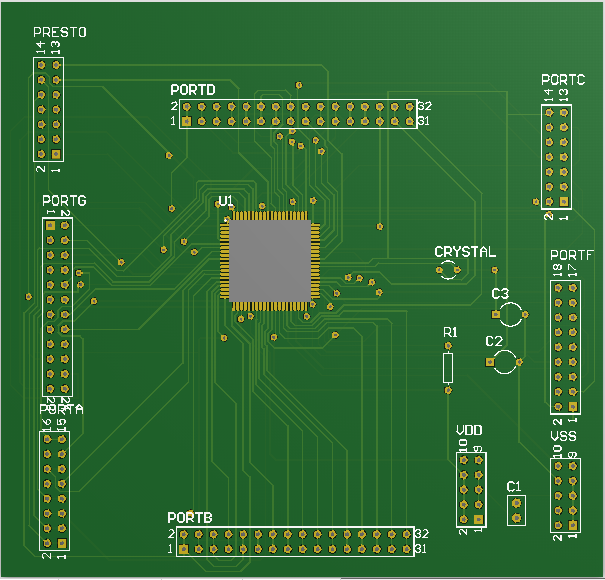 PRESTO
14 13
2 1
PORTD
2 32
1 31
PORTC
14 13
2 1
PORTG
1 2
U1
CRYSTAL
PORTF
18 17
2 1
C3
C2
R1
PORTA
16 15
2 1
VDD
10 9
2 1
VSS
10 9
2 1
C1
PORTB
2 32
1 31